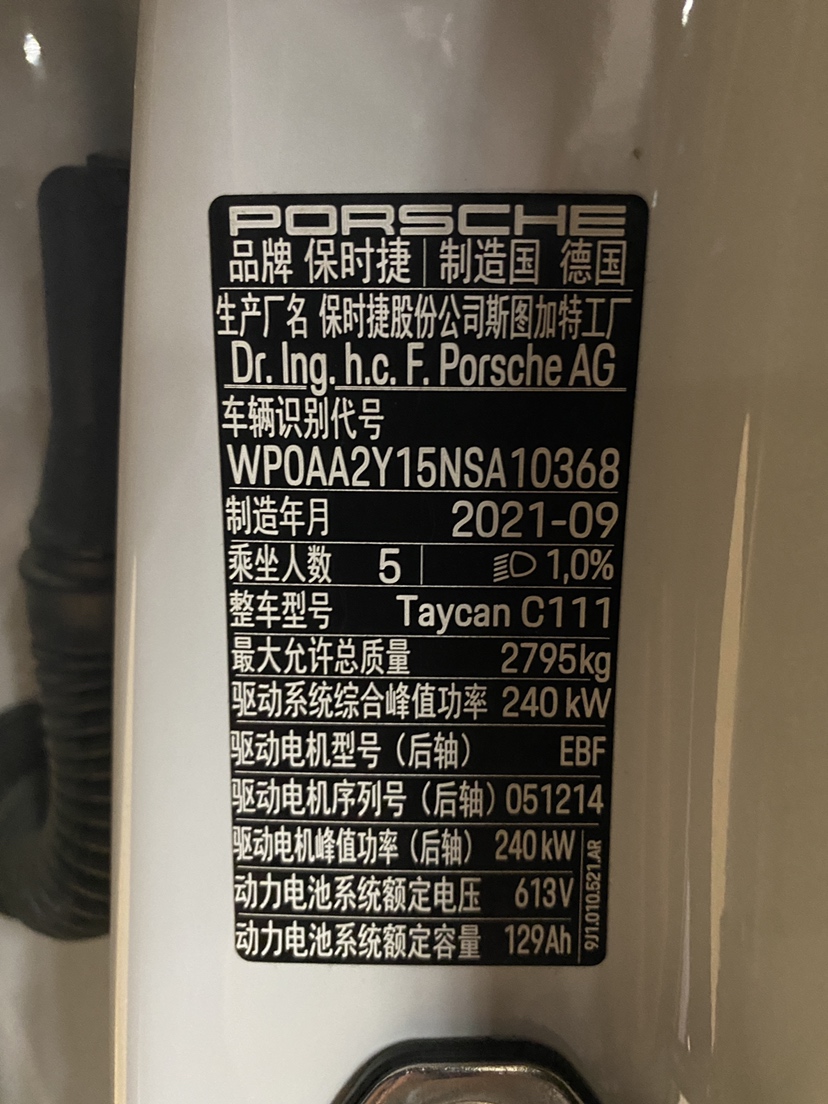 PORSCHE
品牌 保时捷 | 制造国 德国
生产厂名 保时捷股份公司斯图加特工厂
Dr. Ing. h.c. F. Porsche AG
车辆识别代号
WP0AA2Y15NSA10368
制造年月 2021-09
乘坐人数 5 | 1,0%
整车型号 Taycan C111
最大允许总质量 2795kg
驱动系统综合峰值功率 240 kW
驱动电机型号（后轴） EBF
驱动电机序列号（后轴）051214
驱动电机峰值功率（后轴） 240 kW
动力电池系统额定电压 613V
动力电池系统额定容量 129Ah
9J1.010.521.AR